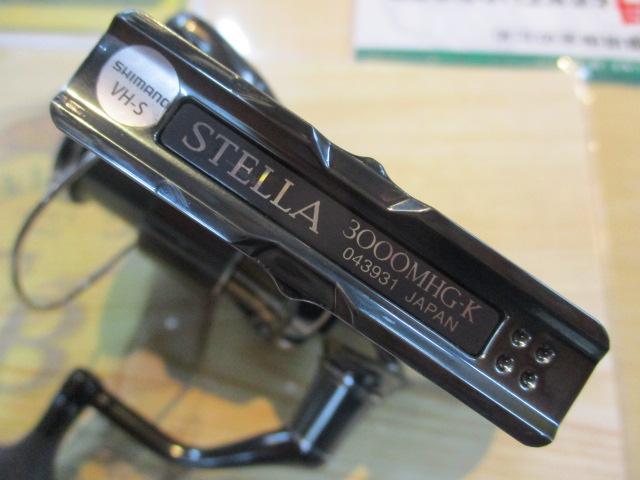 SHIMANO
VH-S
STELLA
3000MHG·K
043931 JAPAN